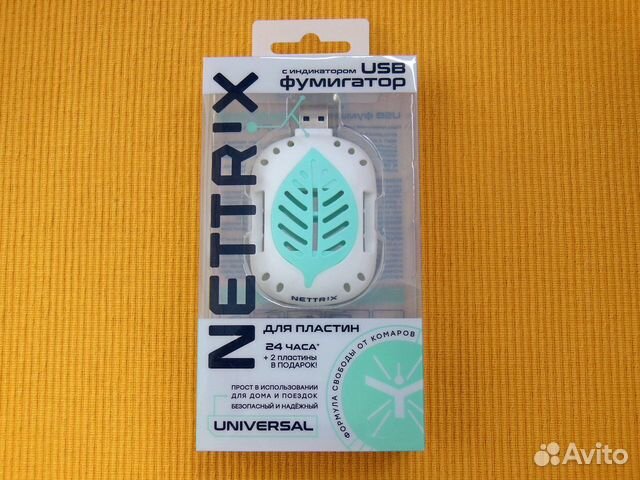 с индикатором USB
фумигатор
NETTRIX
NETTRIX
для пластин
24 часа*
+ 2 пластины
в подарок!
прост в использовании
для дома и поездок
безопасный и надёжный
UNIVERSAL
формула свободы от комаров
Avito